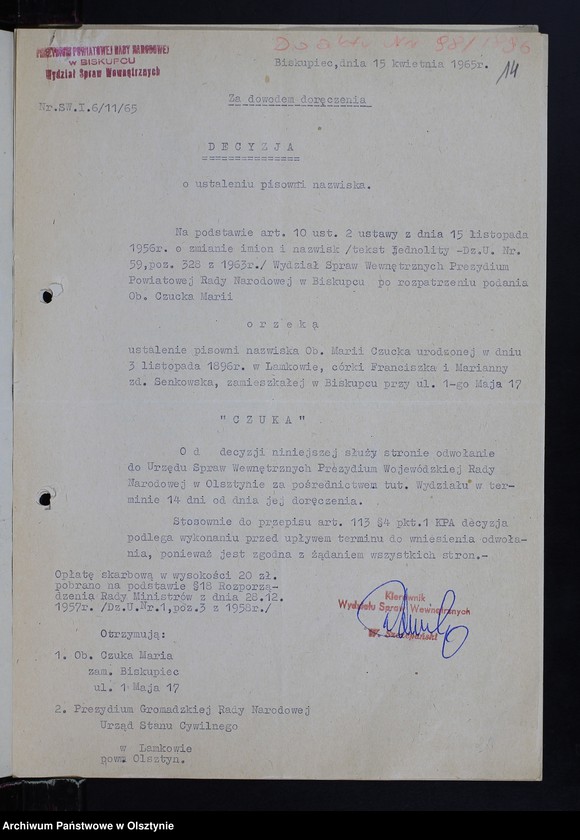 PREZYDIUM POWIATOWEJ RADY NARODOWEJ
w BISKUPCU
Wydział Spraw Wewnętrznych
Do aktu Nr 98/1896
Biskupiec,dnia 15 kwietnia 1965r.
14
Nr.SW.I.6/11/65
Za dowodem doręczenia
D E C Y Z J A
===============
o ustaleniu pisowni nazwiska.
Na podstawie art. 10 ust. 2 ustawy z dnia 15 listopada
1956r. o zmianie imion i nazwisk /tekst jednolity -Dz.U. Nr.
59,poz. 328 z 1963r./ Wydział Spraw Wewnętrznych Prezydium
Powiatowej Rady Narodowej w Biskupcu po rozpatrzeniu podania
Ob. Czucka Marii
o r z e k ą
ustalenie pisowni nazwiska Ob. Marii Czucka urodzonej w dniu
3 listopada 1896r. w Lamkowie, córki Franciszka i Marianny
zd. Senkowska, zamieszkałej w Biskupcu przy ul. 1-go Maja 17
" C Z U K A "
O d decyzji niniejszej służy stronie odwołanie
do Urzędu Spraw Wewnętrznych Prezydium Wojewódzkiej Rady
Narodowej w Olsztynie za pośrednictwem tut. Wydziału w ter-
minie 14 dni od dnia jej doręczenia.
Stosownie do przepisu art. 113 §4 pkt.1 KPA decyzja
podlega wykonaniu przed upływem terminu do wniesienia odwoła-
nia, ponieważ jest zgodna z żądaniem wszystkich stron.-
Opłatę skarbową w wysokości 20 zł.
pobrano na podstawie §18 Rozporzą-
dzenia Rady Ministrów z dnia 28.12.
1957r. /Dz.U.Nr.1,poz.3 z 1958r./
Kierownik
Wydziału Spraw Wewnętrznych
Otrzymują:
1. Ob. Czuka Maria
zam. Biskupiec
ul. 1 Maja 17
2. Prezydium Gromadzkiej Rady Narodowej
Urząd Stanu Cywilnego
w Lamkowie
pow. Olsztyn.
Archiwum Państwowe w Olsztynie